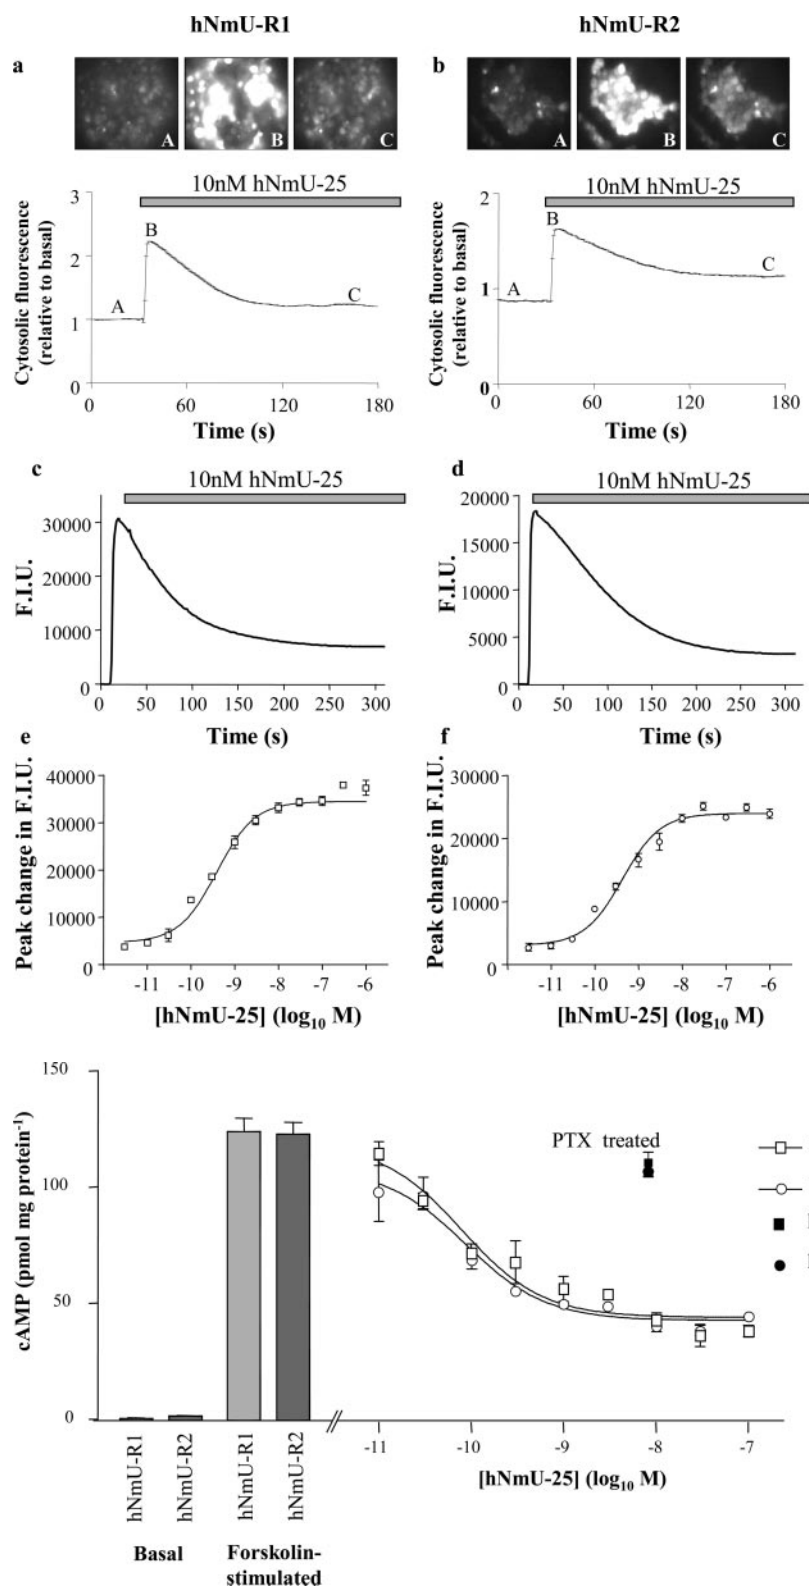 hNmU-R1
hNmU-R2
a
b
A
B
C
A
B
C
10nM hNmU-25
10nM hNmU-25
Cytosolic fluorescence
(relative to basal)
3
2
1
0
A
B
C
0
60
120
180
Time (s)
Cytosolic fluorescence
(relative to basal)
2
1
0
A
B
C
0
60
120
180
Time (s)
c
d
10nM hNmU-25
10nM hNmU-25
F.I.U.
30000
20000
10000
0
0
50
100
150
200
250
300
Time (s)
F.I.U.
20000
15000
10000
5000
0
0
50
100
150
200
250
300
Time (s)
e
f
Peak change in F.I.U.
40000
30000
20000
10000
0
-11
-10
-9
-8
-7
-6
[hNmU-25] (log10 M)
Peak change in F.I.U.
30000
20000
10000
0
-11
-10
-9
-8
-7
-6
[hNmU-25] (log10 M)
cAMP (pmol mg protein-1)
150
100
50
0
PTX treated
hNmU-R1
hNmU-R2
hNmU-R1
hNmU-R2
Basal
Forskolin-
stimulated
-11
-10
-9
-8
-7
[hNmU-25] (log10 M)